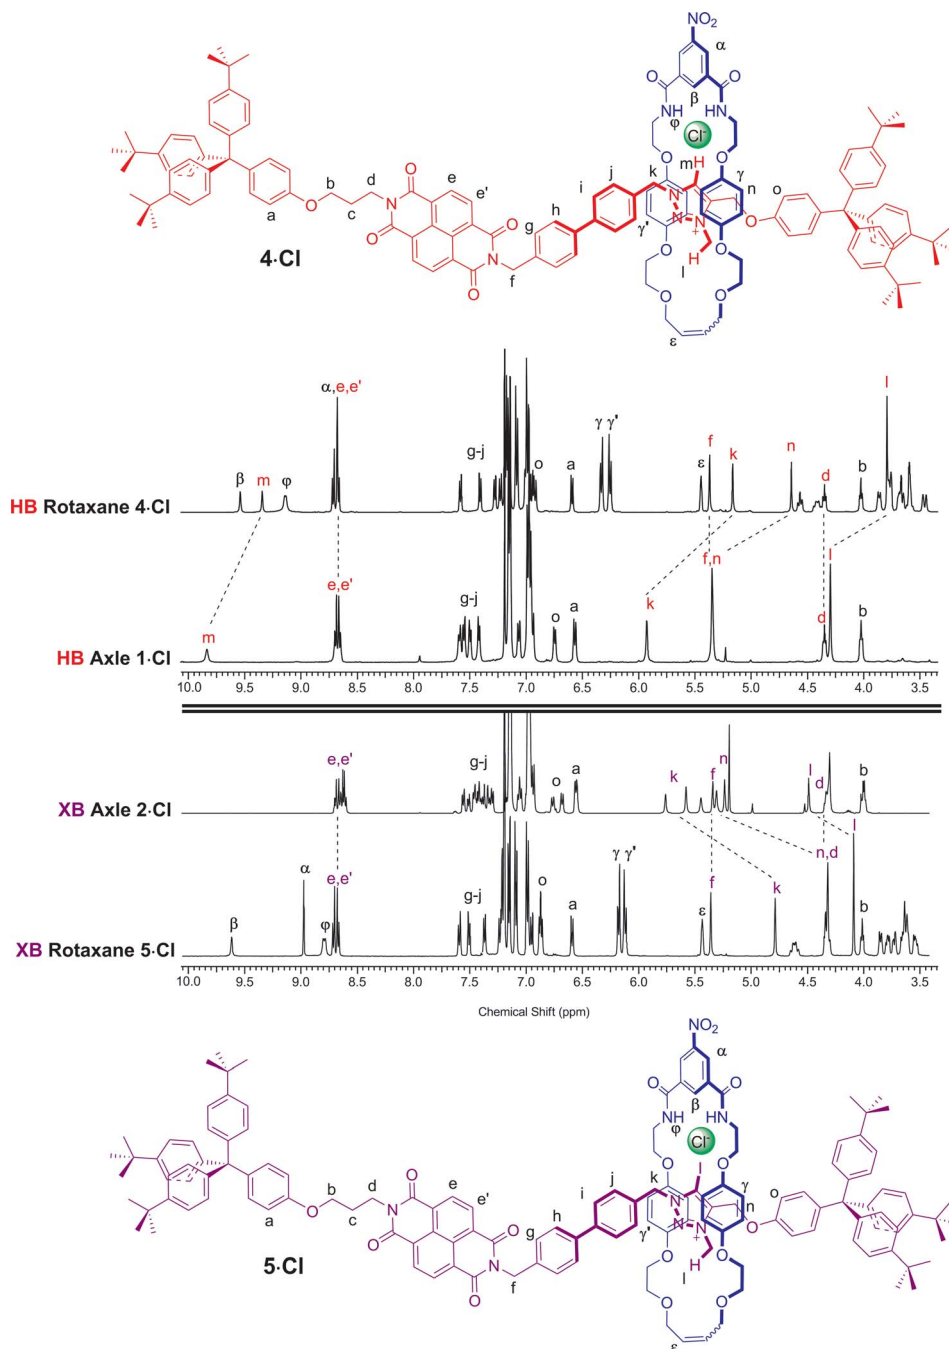 NO₂
α
O
O
β
NH
HN
φ
Cl⁻
O
O
m H
γ
k
j
i
n
o
O
b
d
O
N
O
e
e'
h
g
N
N
N
+
γ'
O
a
c
O
O
N
f
O
O
O
H
l
4·Cl
O
O
ε
α,e,e'
l
γ γ'
g-j
f
n
β
m
φ
o
a
ε
k
d
b
HB Rotaxane 4·Cl
e,e'
f,n
l
g-j
k
m
o
a
d
b
HB Axle 1·Cl
10.0 9.5 9.0 8.5 8.0 7.5 7.0 6.5 6.0 5.5 5.0 4.5 4.0 3.5
e,e'
g-j
a
o
k
f
n
l
d
b
XB Axle 2·Cl
l
n,d
α
e,e'
γ γ'
g-j
o
a
f
k
β
φ
ε
b
XB Rotaxane 5·Cl
10.0 9.5 9.0 8.5 8.0 7.5 7.0 6.5 6.0 5.5 5.0 4.5 4.0 3.5
Chemical Shift (ppm)
NO₂
α
O
O
β
NH
HN
φ
Cl⁻
O
O
I
γ
k
j
i
n
o
O
b
d
O
N
O
e
e'
h
g
N
N
N
+
γ'
O
a
c
O
O
N
f
O
O
O
H
l
5·Cl
O
O
ε